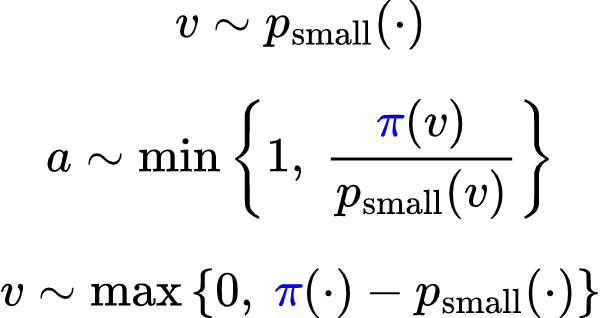 v ∼ p_small(·)
a ∼ min {1, π(v) / p_small(v)}
v ∼ max {0, π(·) − p_small(·)}